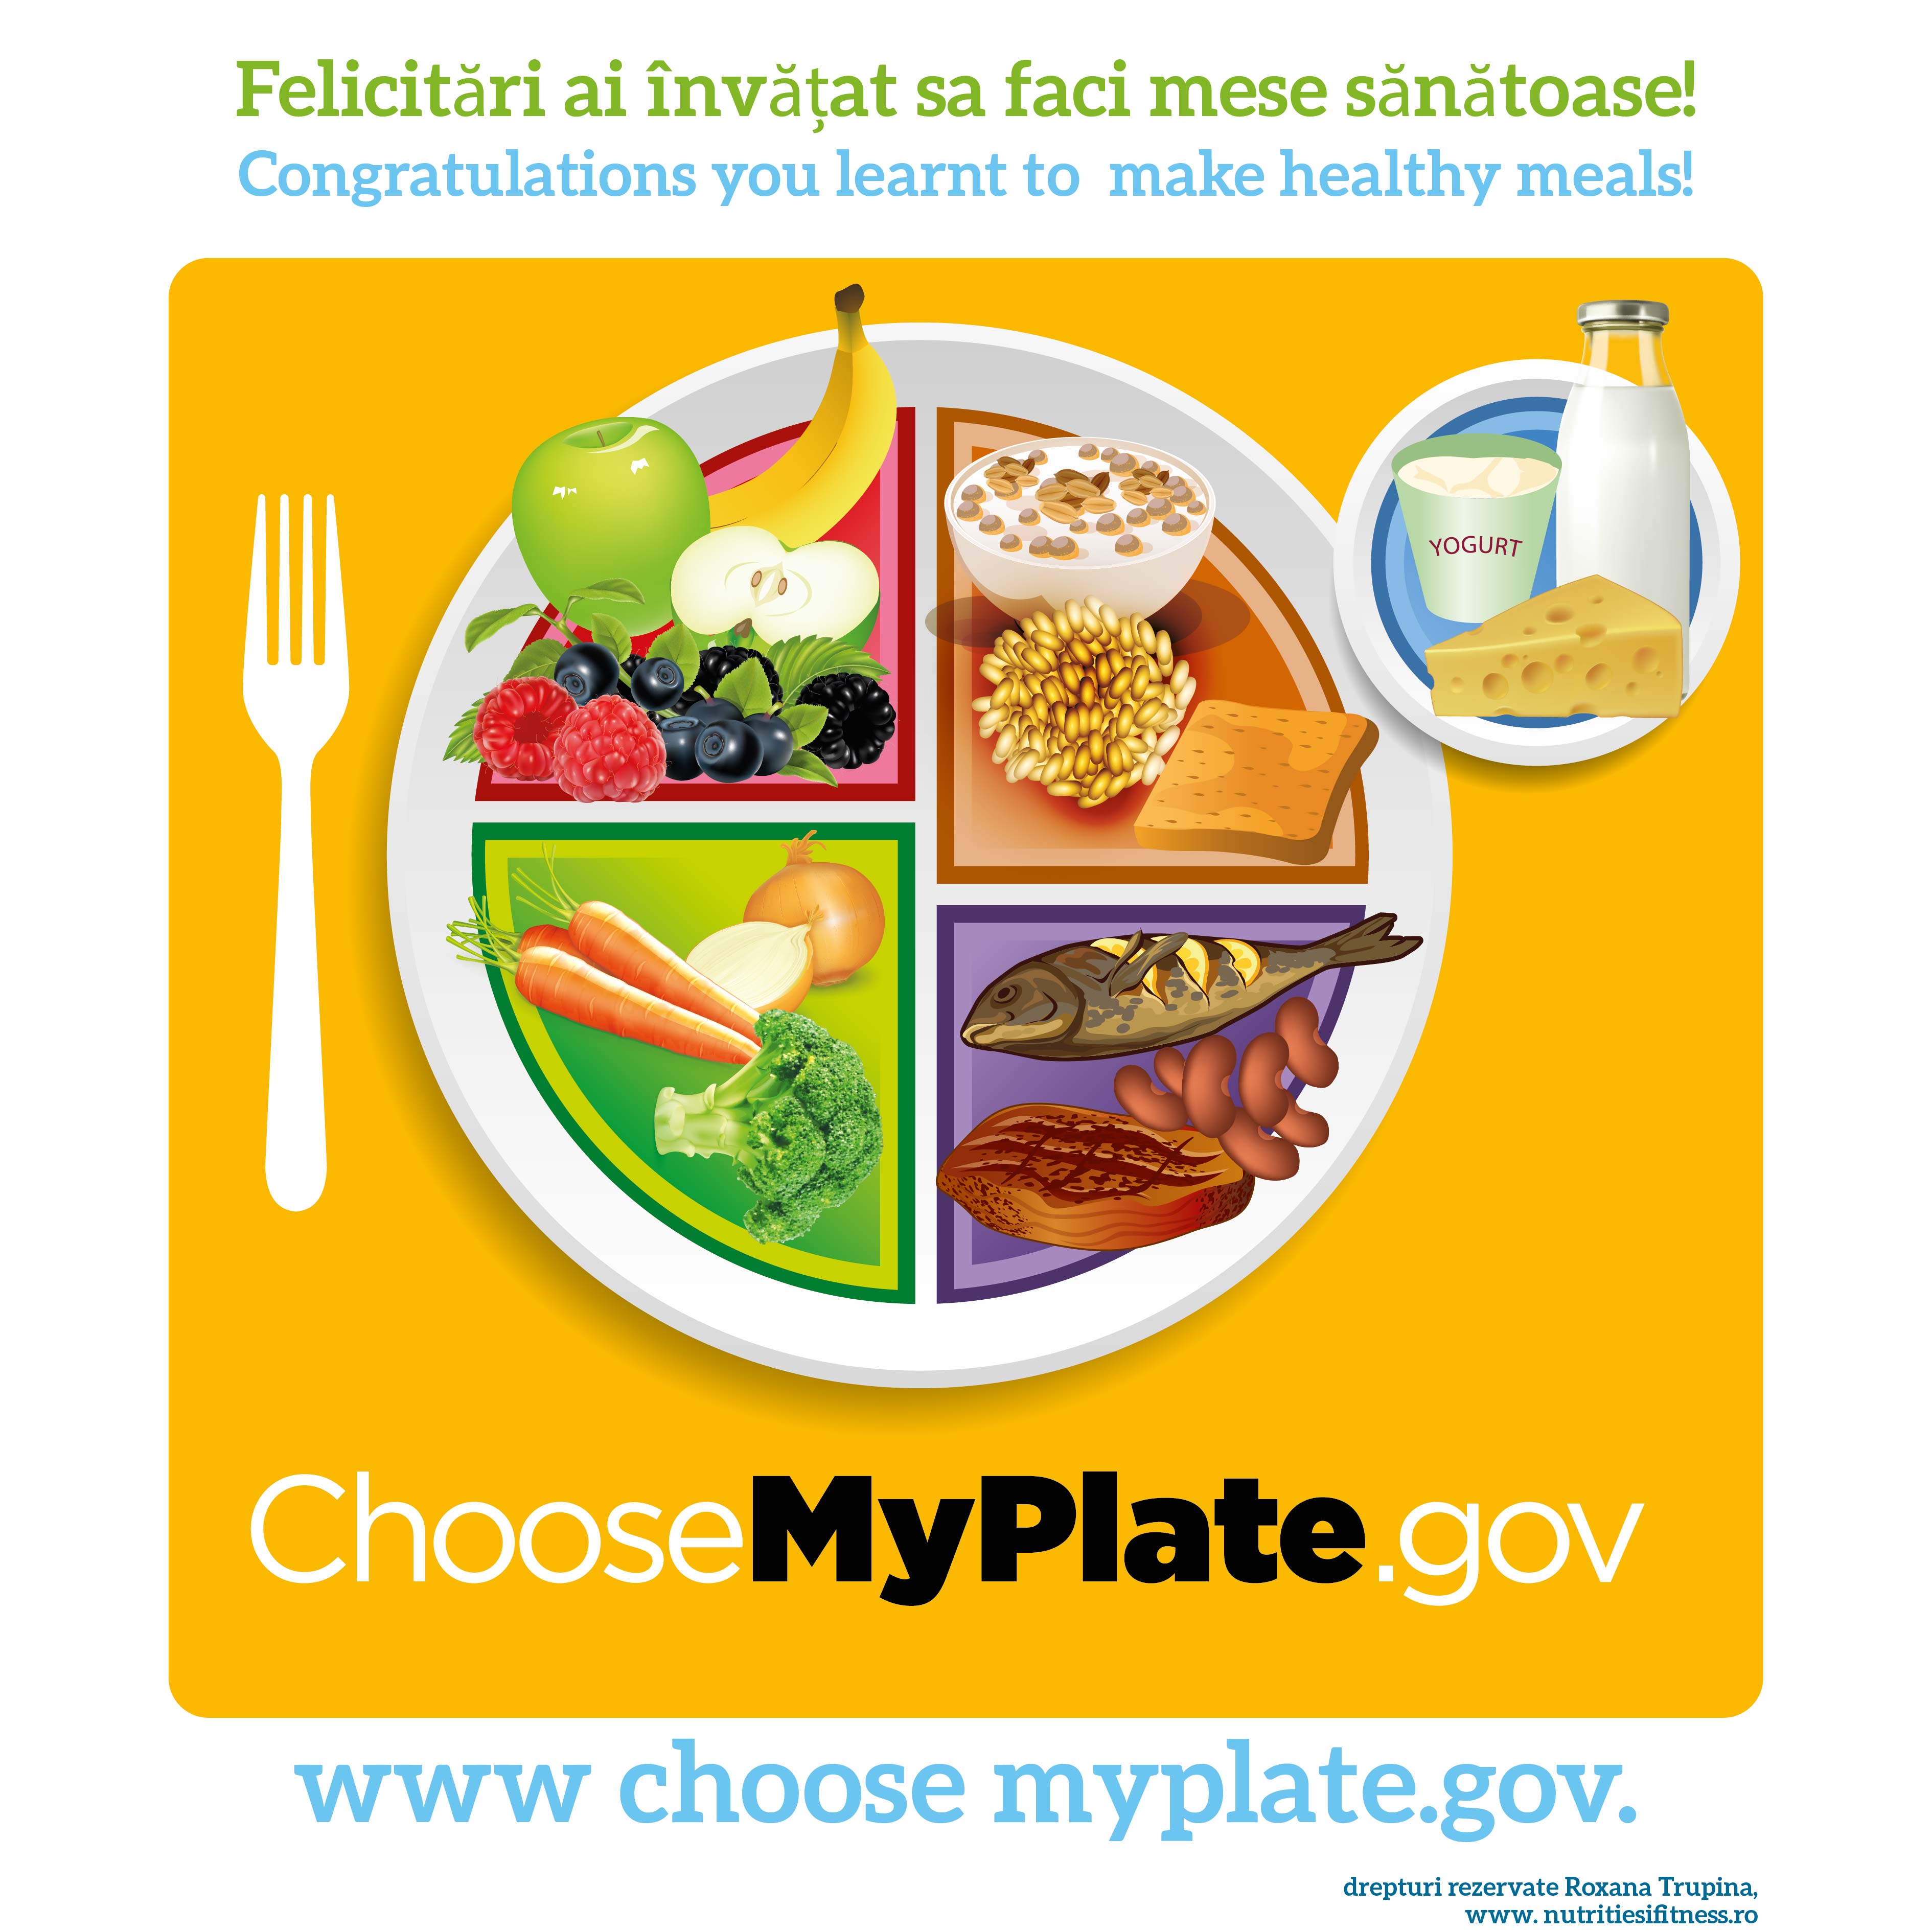 Felicitări ai învățat sa faci mese sănătoase!
Congratulations you learnt to make healthy meals!
YOGURT
ChooseMyPlate.gov
www choose myplate.gov.
drepturi rezervate Roxana Trupina,
www. nutritiesifitness.ro